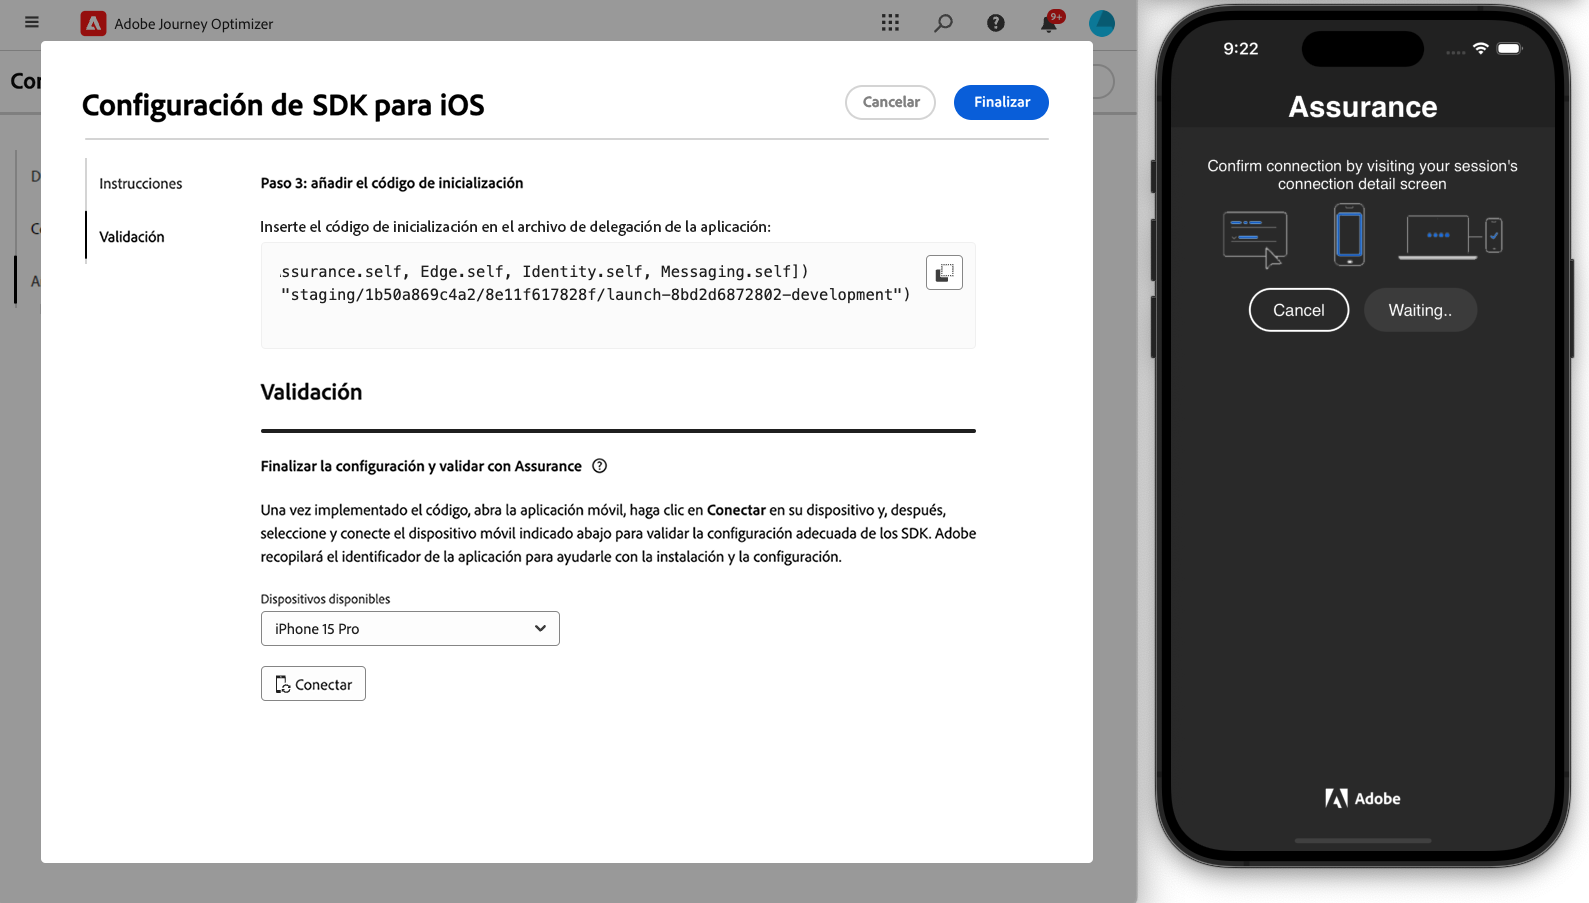 Adobe Journey Optimizer
9+
Cor
Configuración de SDK para iOS
Cancelar
Finalizar
Instrucciones
Validación
Paso 3: añadir el código de inicialización
Inserte el código de inicialización en el archivo de delegación de la aplicación:
ssurance.self, Edge.self, Identity.self, Messaging.self])
"staging/1b50a869c4a2/8e11f617828f/launch-8bd2d6872802-development")
Validación
Finalizar la configuración y validar con Assurance
Una vez implementado el código, abra la aplicación móvil, haga clic en Conectar en su dispositivo y, después,
seleccione y conecte el dispositivo móvil indicado abajo para validar la configuración adecuada de los SDK. Adobe
recopilará el identificador de la aplicación para ayudarle con la instalación y la configuración.
Dispositivos disponibles
iPhone 15 Pro
Conectar
9:22
Assurance
Confirm connection by visiting your session's
connection detail screen
Cancel
Waiting..
Adobe